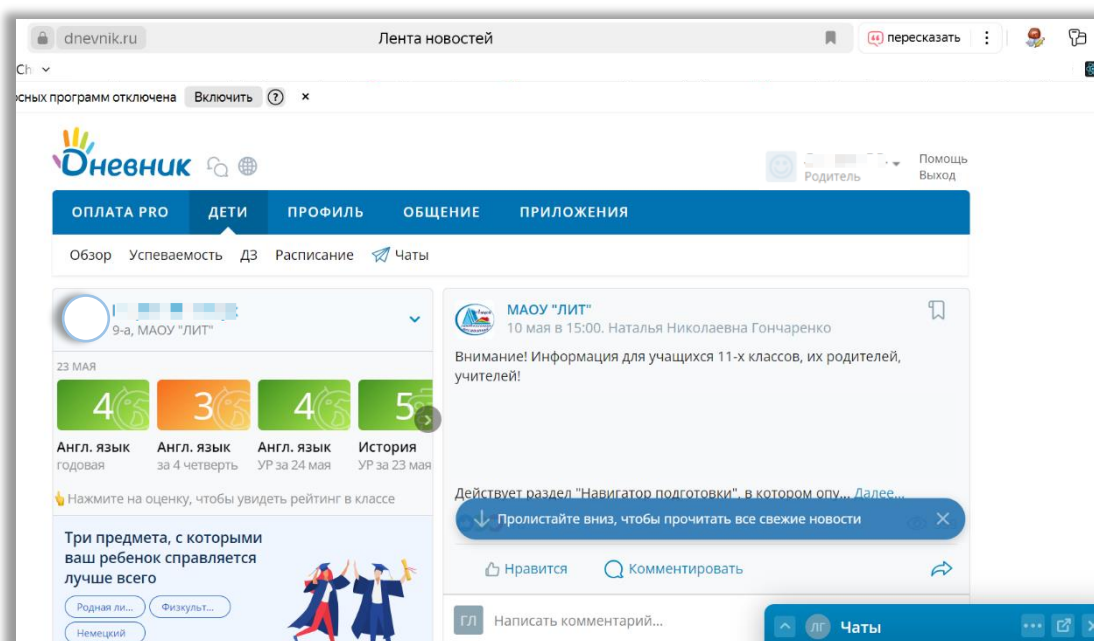 dnevnik.ru
Лента новостей
пересказать
осных программ отключена Включить ? ×
Дневник
Родитель
Помощь
Выход
ОПЛАТА PRO ДЕТИ ПРОФИЛЬ ОБЩЕНИЕ ПРИЛОЖЕНИЯ
Обзор Успеваемость ДЗ Расписание Чаты
9-а, МАОУ "ЛИТ"
23 МАЯ
4 3 4 5
Англ. язык Англ. язык Англ. язык История
годовая за 4 четверть УР за 24 мая УР за 23 мая
Нажмите на оценку, чтобы увидеть рейтинг в классе
Три предмета, с которыми
ваш ребенок справляется
лучше всего
Родная ли... Физкульт...
Немецкий
МАОУ "ЛИТ"
10 мая в 15:00. Наталья Николаевна Гончаренко
Внимание! Информация для учащихся 11-х классов, их родителей,
учителей!
Действует раздел "Навигатор подготовки", в котором опу... Далее...
Пролистайте вниз, чтобы прочитать все свежие новости
Нравится Комментировать
ГЛ Написать комментарий...
ЛГ Чаты